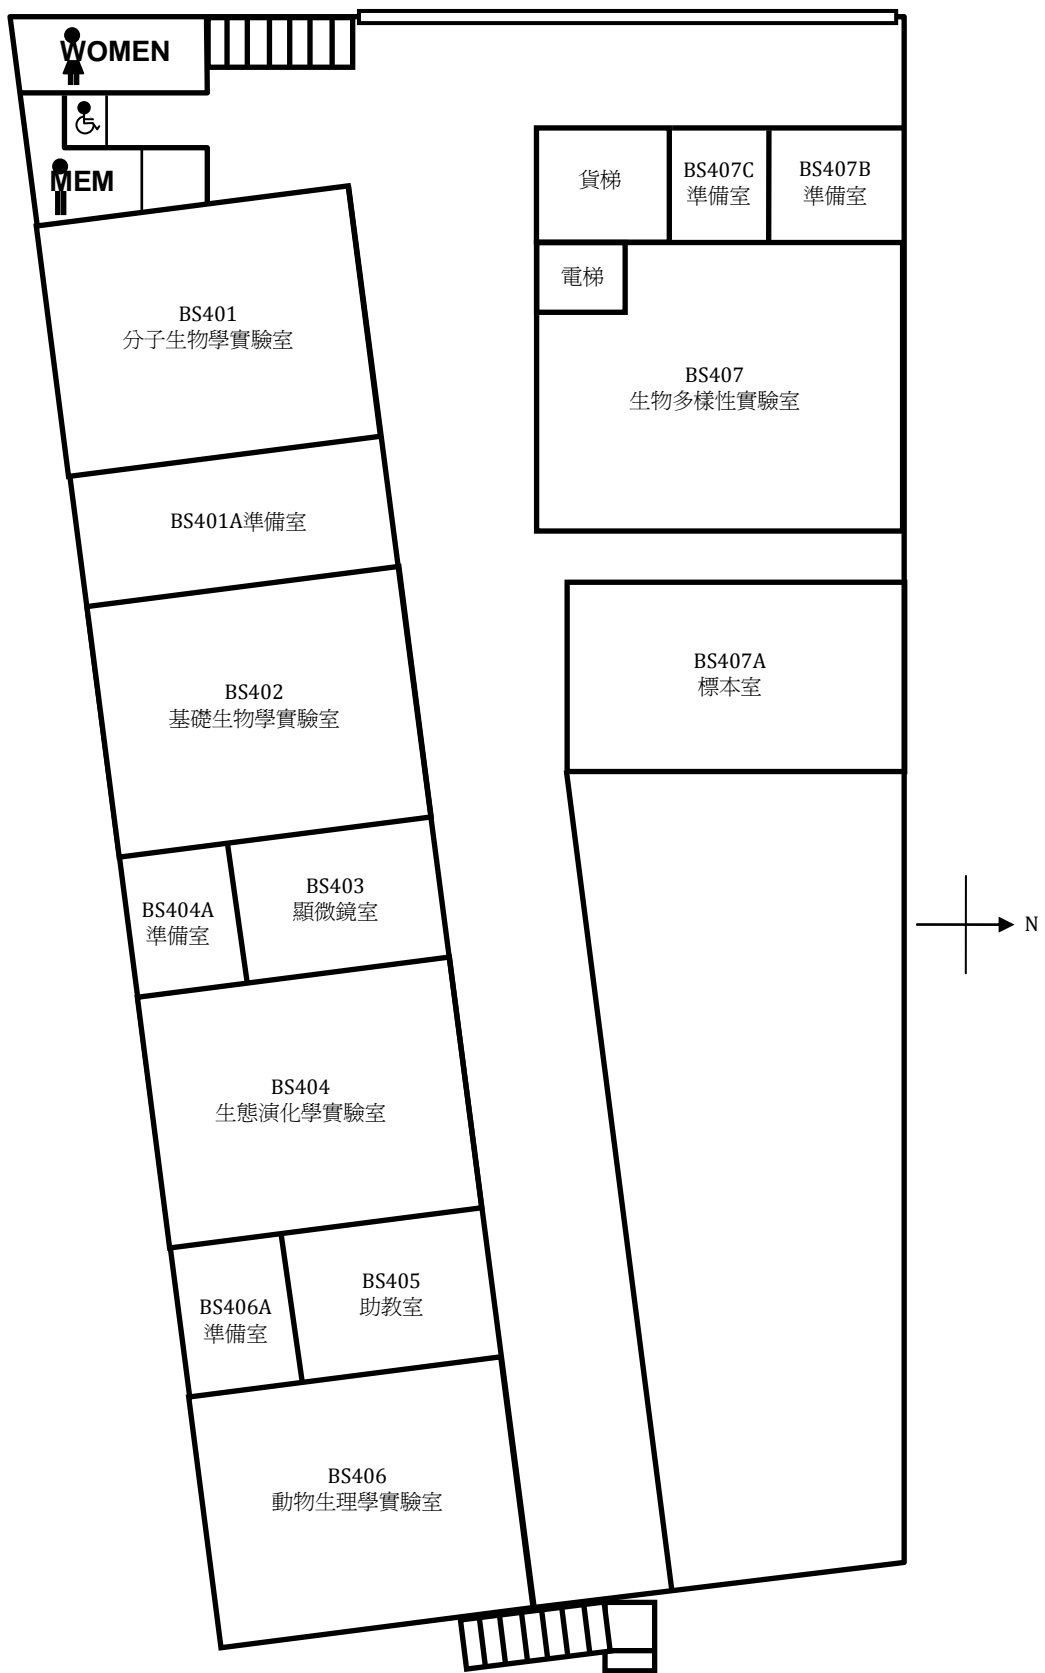 WOMEN
MEM
貨梯
BS407C
準備室
BS407B
準備室
電梯
BS401
分子生物學實驗室
BS407
生物多樣性實驗室
BS401A準備室
BS407A
標本室
BS402
基礎生物學實驗室
BS403
顯微鏡室
BS404A
準備室
N
BS404
生態演化學實驗室
BS405
助教室
BS406A
準備室
BS406
動物生理學實驗室